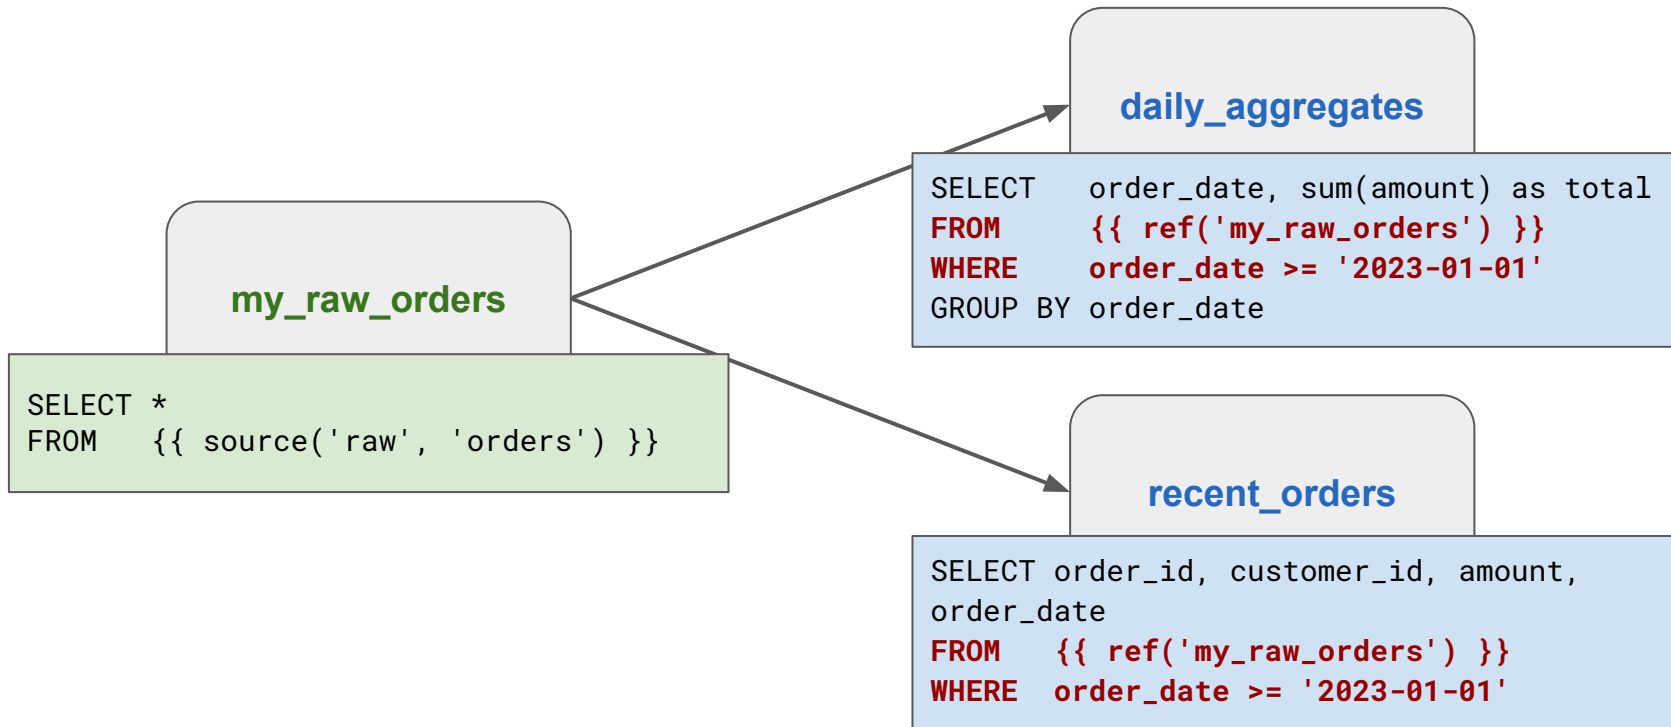 my_raw_orders
SELECT *
FROM   {{ source('raw', 'orders') }}
daily_aggregates
SELECT   order_date, sum(amount) as total
FROM     {{ ref('my_raw_orders') }}
WHERE    order_date >= '2023-01-01'
GROUP BY order_date
recent_orders
SELECT order_id, customer_id, amount,
order_date
FROM   {{ ref('my_raw_orders') }}
WHERE  order_date >= '2023-01-01'